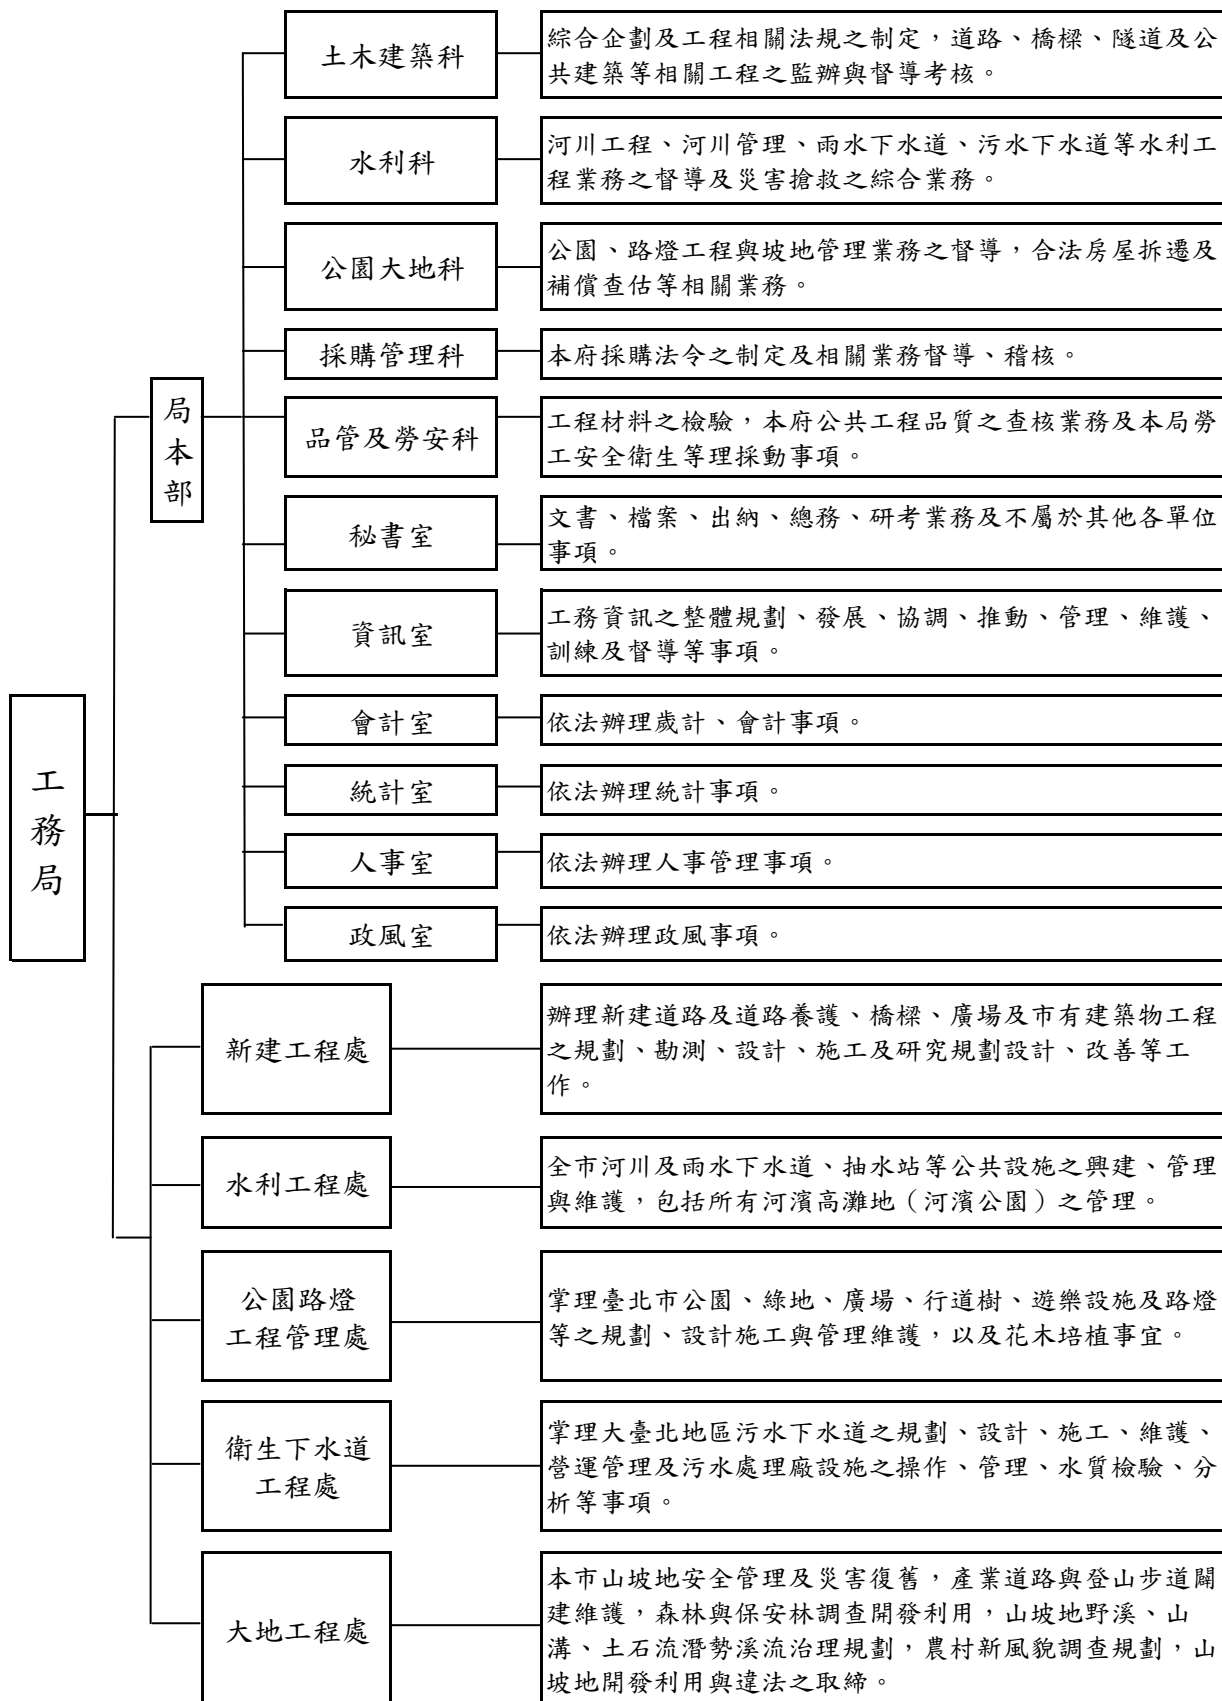 土木建築科
綜合企劃及工程相關法規之制定，道路、橋樑、隧道及公
共建築等相關工程之監辦與督導考核。
水利科
河川工程、河川管理、雨水下水道、污水下水道等水利工
程業務之督導及災害搶救之綜合業務。
公園大地科
公園、路燈工程與坡地管理業務之督導，合法房屋拆遷及
補償查估等相關業務。
採購管理科
本府採購法令之制定及相關業務督導、稽核。
局
本
部
品管及勞安科
工程材料之檢驗，本府公共工程品質之查核業務及本局勞
工安全衛生等理採動事項。
秘書室
文書、檔案、出納、總務、研考業務及不屬於其他各單位
事項。
資訊室
工務資訊之整體規劃、發展、協調、推動、管理、維護、
訓練及督導等事項。
會計室
依法辦理歲計、會計事項。
工
務
局
統計室
依法辦理統計事項。
人事室
依法辦理人事管理事項。
政風室
依法辦理政風事項。
新建工程處
辦理新建道路及道路養護、橋樑、廣場及市有建築物工程
之規劃、勘測、設計、施工及研究規劃設計、改善等工
作。
水利工程處
全市河川及雨水下水道、抽水站等公共設施之興建、管理
與維護，包括所有河濱高灘地（河濱公園）之管理。
公園路燈
工程管理處
掌理臺北市公園、綠地、廣場、行道樹、遊樂設施及路燈
等之規劃、設計施工與管理維護，以及花木培植事宜。
衛生下水道
工程處
掌理大臺北地區污水下水道之規劃、設計、施工、維護、
營運管理及污水處理廠設施之操作、管理、水質檢驗、分
析等事項。
大地工程處
本市山坡地安全管理及災害復舊，產業道路與登山步道闢
建維護，森林與保安林調查開發利用，山坡地野溪、山
溝、土石流潛勢溪流治理規劃，農村新風貌調查規劃，山
坡地開發利用與違法之取締。